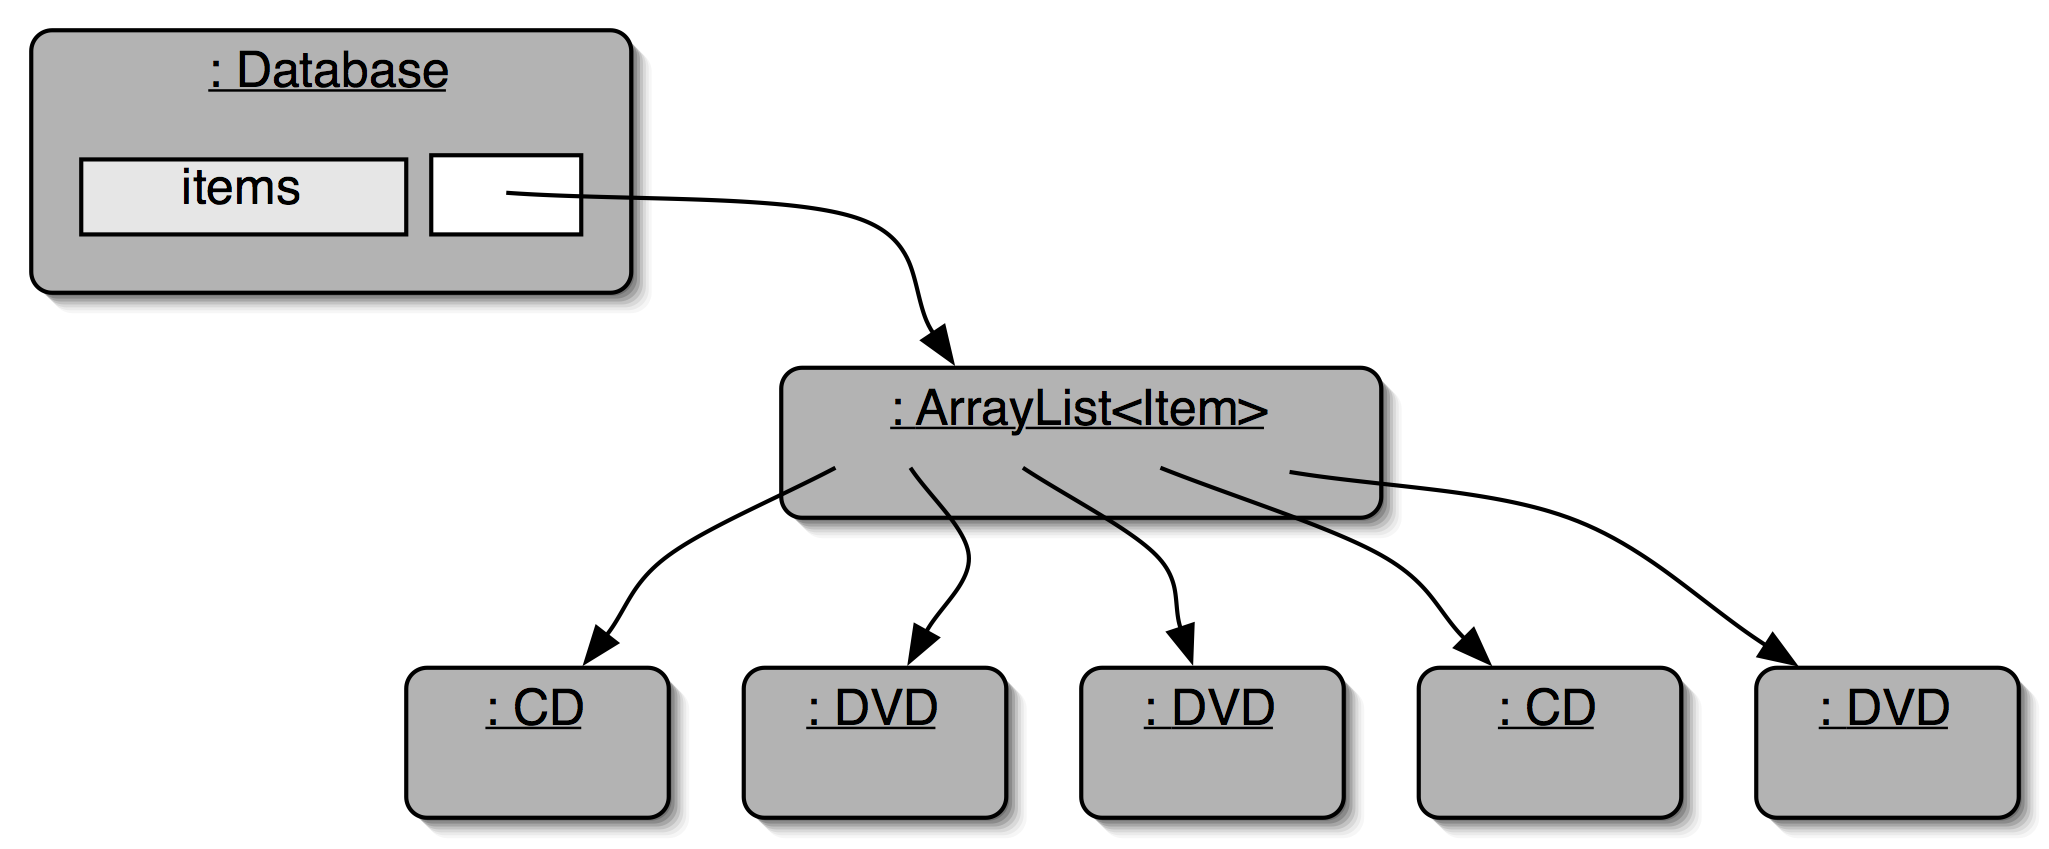 : Database
items
: ArrayList<Item>
: CD
: DVD
: DVD
: CD
: DVD